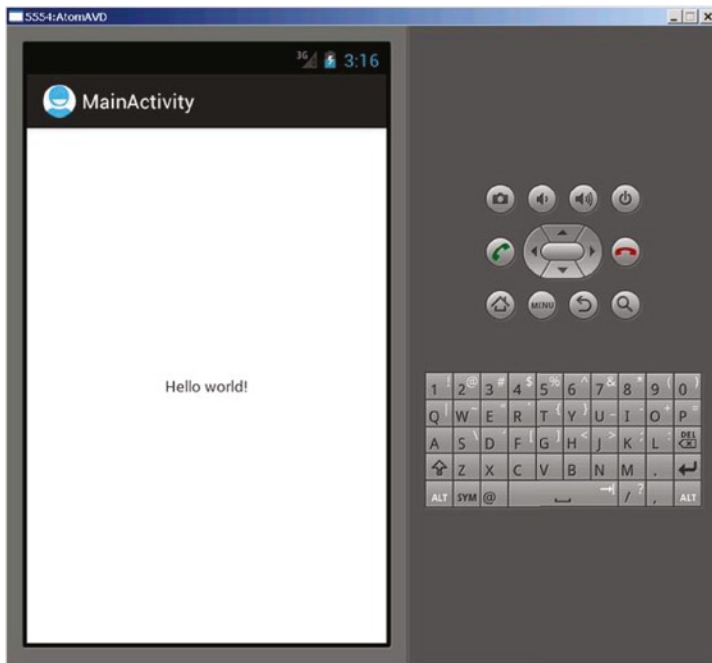 5554:AtomAVD
3G 3:16
MainActivity
Hello world!
MENU
1 ! 2 @ 3 # 4 $ 5 % 6 ^ 7 & 8 * 9 ( 0 )
Q W E R T { Y } U _ I - O + P =
A S \ D F [ G ] H < J > K ; L : DEL
Z X C V B N M .
ALT SYM @ / ? , ALT